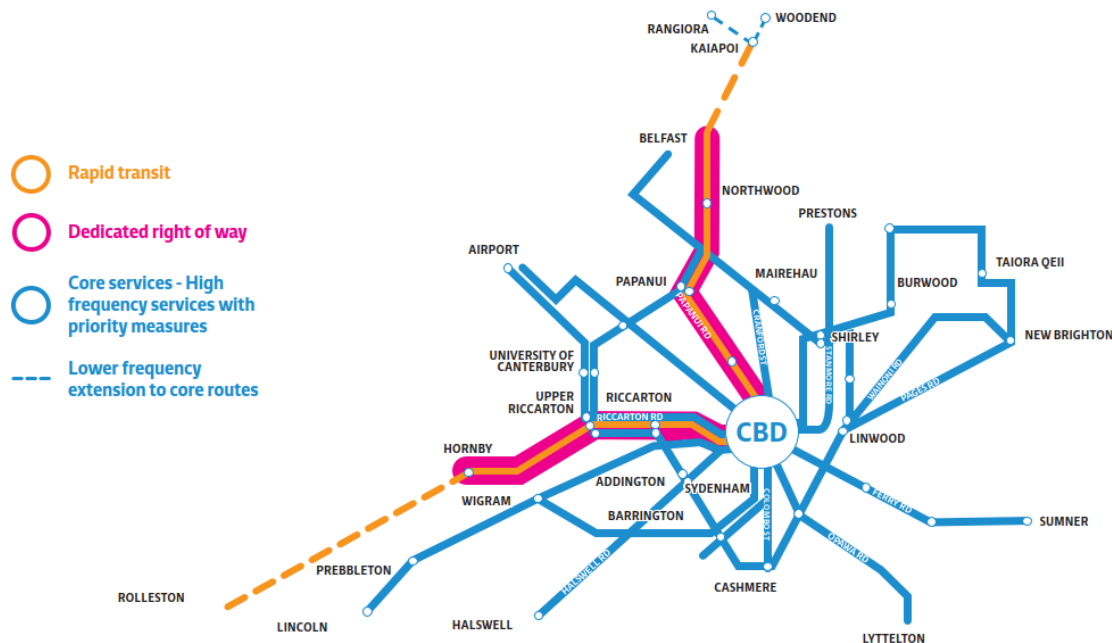 WOODEND
RANGIORA
KAIAPOI
BELFAST
Rapid transit
NORTHWOOD
Dedicated right of way
PRESTONS
AIRPORT
TAIORA QEII
MAIREHAU
PAPANUI
BURWOOD
Core services - High
frequency services with
priority measures
PAPANUI RD
CRANFORD ST
SHIRLEY
NEW BRIGHTON
STANMORE RD
WAINONI RD
PAGES RD
UNIVERSITY OF
CANTERBURY
Lower frequency
extension to core routes
UPPER
RICCARTON
RICCARTON
RICCARTON RD
CBD
LINWOOD
HORNBY
ADDINGTON
SYDENHAM
WIGRAM
COLOMBO ST
FERRY RD
BARRINGTON
SUMNER
OPAWA RD
HALSWELL RD
PREBBLETON
CASHMERE
ROLLESTON
LINCOLN
HALSWELL
LYTTELTON